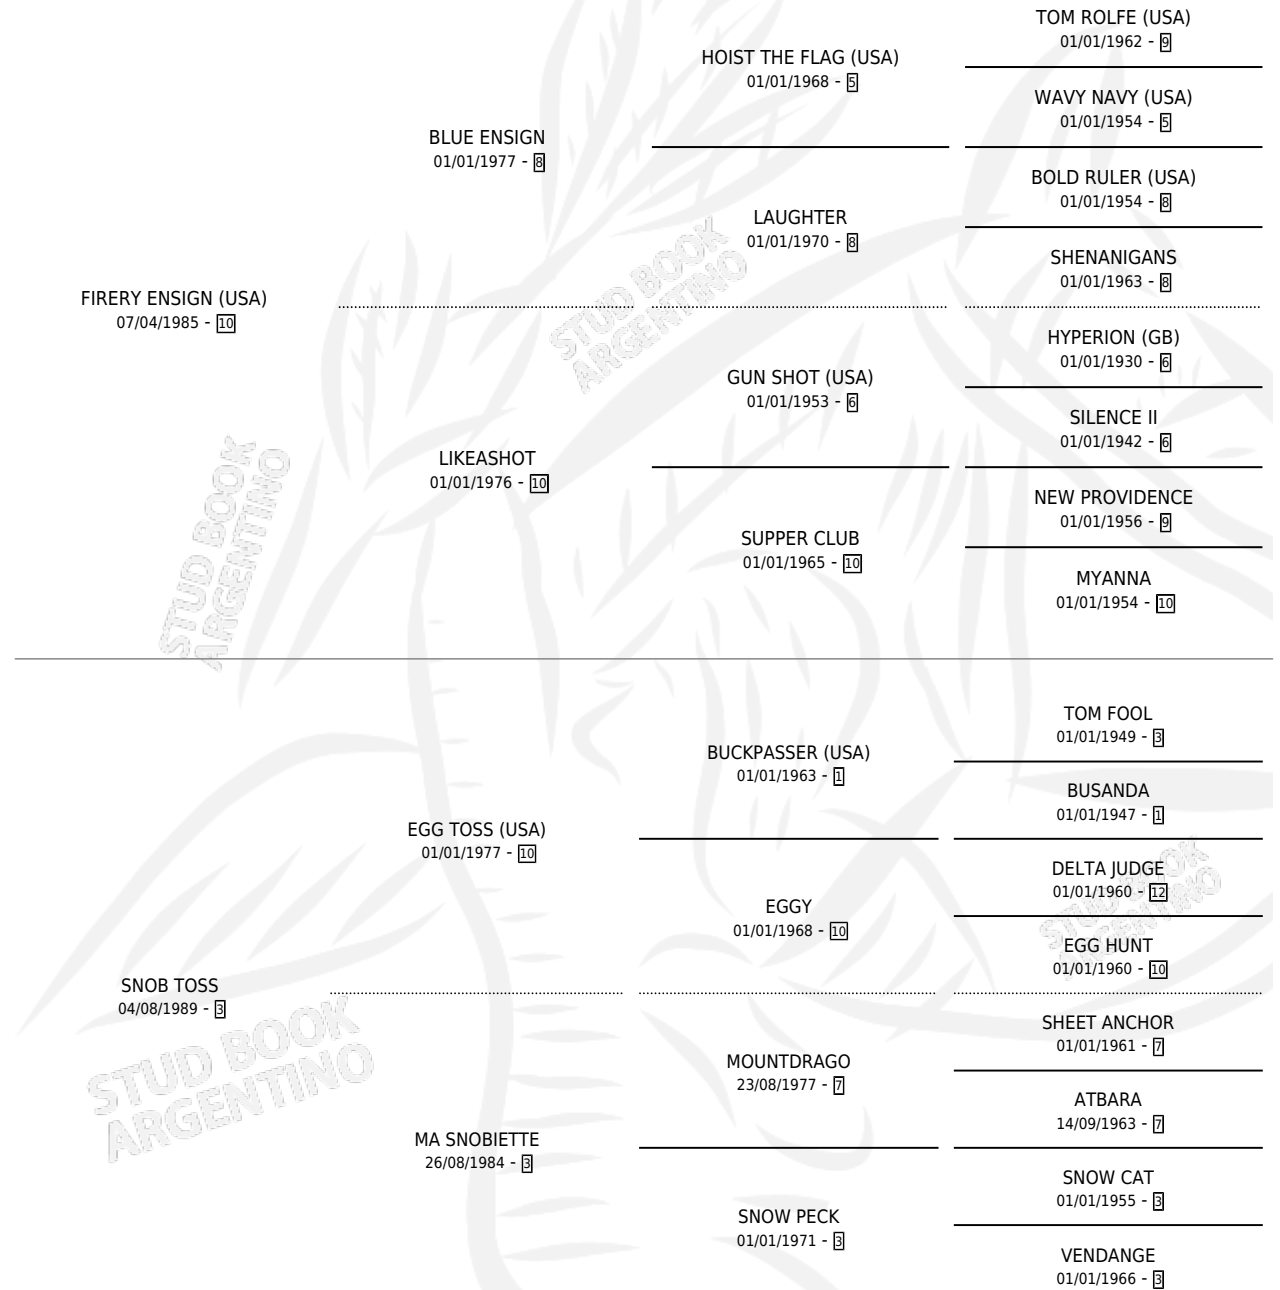 TOM ROLFE (USA)
01/01/1962 - 9
HOIST THE FLAG (USA)
01/01/1968 - 5
WAVY NAVY (USA)
01/01/1954 - 5
BLUE ENSIGN
01/01/1977 - 8
BOLD RULER (USA)
01/01/1954 - 8
LAUGHTER
01/01/1970 - 8
SHENANIGANS
01/01/1963 - 8
FIRERY ENSIGN (USA)
07/04/1985 - 10
HYPERION (GB)
01/01/1930 - 6
GUN SHOT (USA)
01/01/1953 - 6
SILENCE II
01/01/1942 - 6
LIKEASHOT
01/01/1976 - 10
NEW PROVIDENCE
01/01/1956 - 9
SUPPER CLUB
01/01/1965 - 10
MYANNA
01/01/1954 - 10
STUD BOOK
ARGENTINO
STUD BOOK
ARGENTINO
TOM FOOL
01/01/1949 - 3
BUCKPASSER (USA)
01/01/1963 - 1
BUSANDA
01/01/1947 - 1
EGG TOSS (USA)
01/01/1977 - 10
DELTA JUDGE
01/01/1960 - 12
EGGY
01/01/1968 - 10
EGG HUNT
01/01/1960 - 10
SNOB TOSS
04/08/1989 - 3
SHEET ANCHOR
01/01/1961 - 7
MOUNTDRAGO
23/08/1977 - 7
ATBARA
14/09/1963 - 7
MA SNOBIETTE
26/08/1984 - 3
SNOW CAT
01/01/1955 - 3
SNOW PECK
01/01/1971 - 3
VENDANGE
01/01/1966 - 3
STUD BOOK
ARGENTINO
STUD BOOK
ARGENTINO